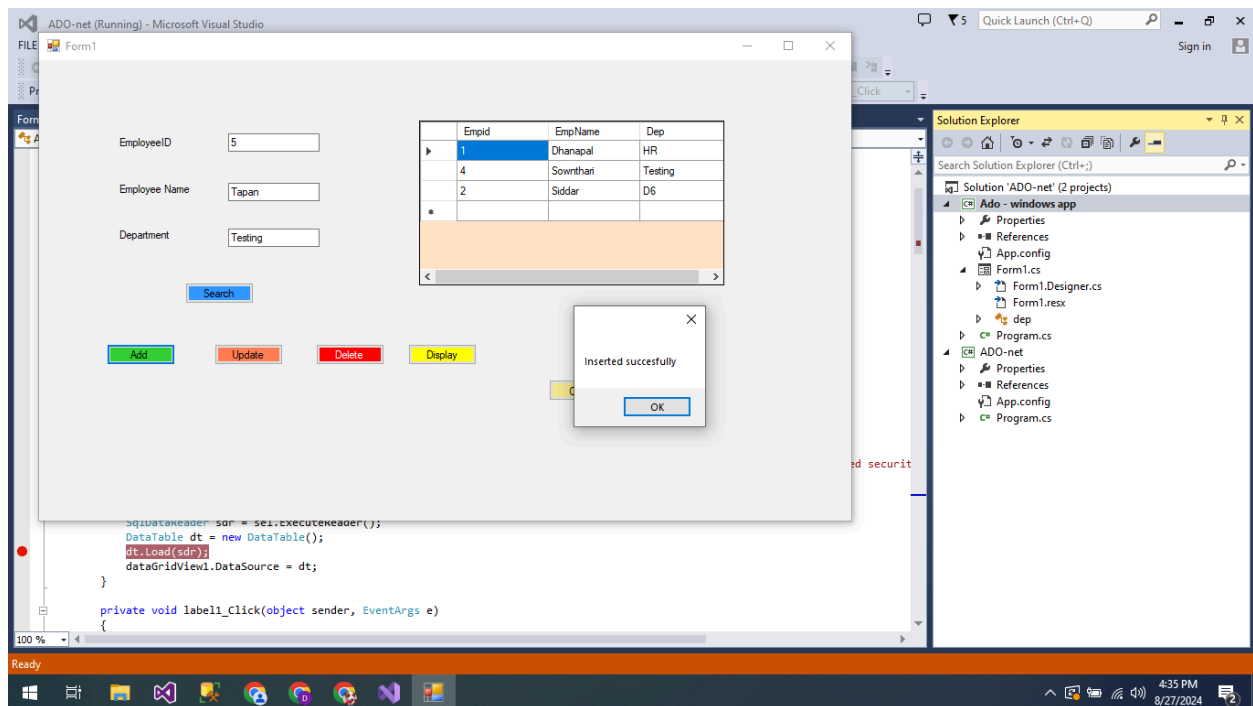 ADO-net (Running) - Microsoft Visual Studio
5
Quick Launch (Ctrl+Q)
FILE
Form1
Sign in
Pr
_Click
Form
Solution Explorer
A
EmployeeID
5
Empid EmpName Dep
1 Dhanapal HR
4 Sownthari Testing
2 Siddar D6
*
Employee Name
Tapan
Department
Testing
Search
Add
Update
Delete
Display
Inserted succesfully
OK
Search Solution Explorer (Ctrl+;)
Solution 'ADO-net' (2 projects)
C# Ado - windows app
Properties
References
App.config
Form1.cs
Form1.Designer.cs
Form1.resx
dep
C# Program.cs
C# ADO-net
Properties
References
App.config
C# Program.cs
ed securit
SqlDataReader sdr = sel.ExecuteReader();
DataTable dt = new DataTable();
dt.Load(sdr);
dataGridView1.DataSource = dt;
}
private void label1_Click(object sender, EventArgs e)
{
100 %
Ready
4:35 PM
8/27/2024
2